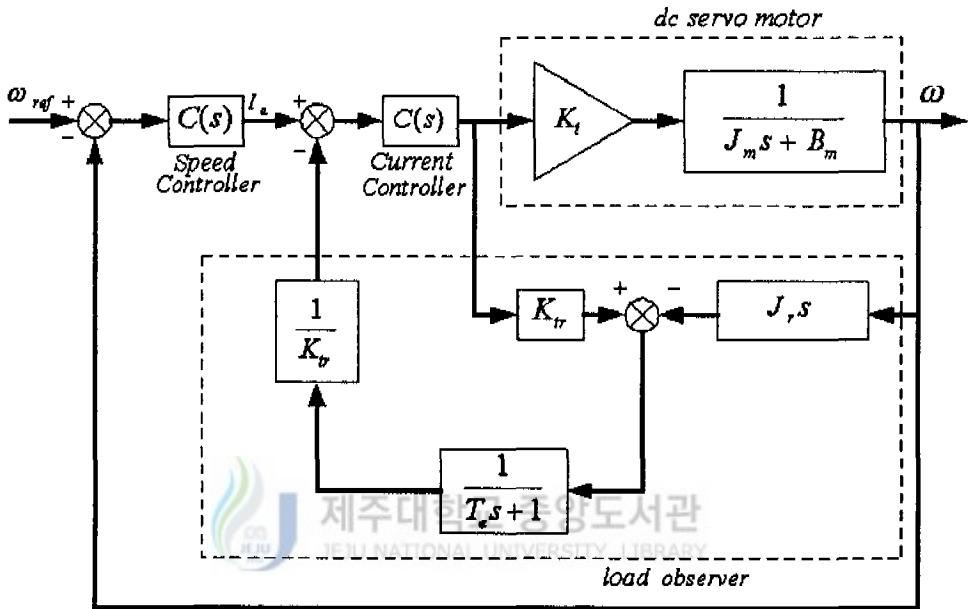 dc servo motor
ω_ref + −
C(s)
I_a
+ −
C(s)
K_t
1 / (J_m s + B_m)
ω
Speed Controller
Current Controller
1 / K_tr
K_tr
+ −
J_r s
1 / (T_e s + 1)
제주대학교 중앙도서관
JEJU NATIONAL UNIVERSITY LIBRARY
load observer